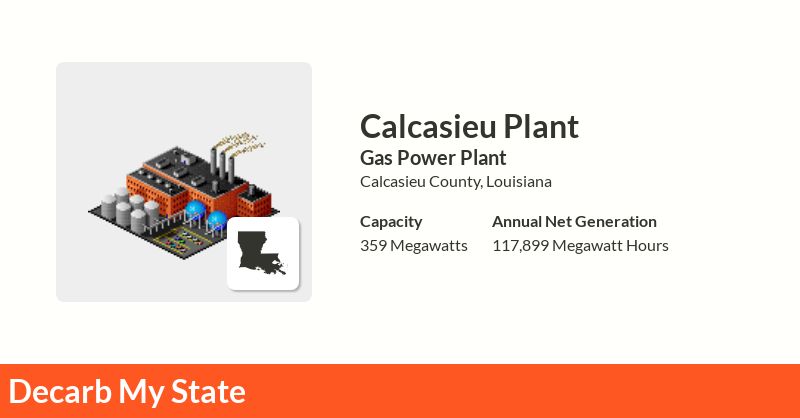 Calcasieu Plant
Gas Power Plant
Calcasieu County, Louisiana
Capacity
359 Megawatts
Annual Net Generation
117,899 Megawatt Hours
Decarb My State